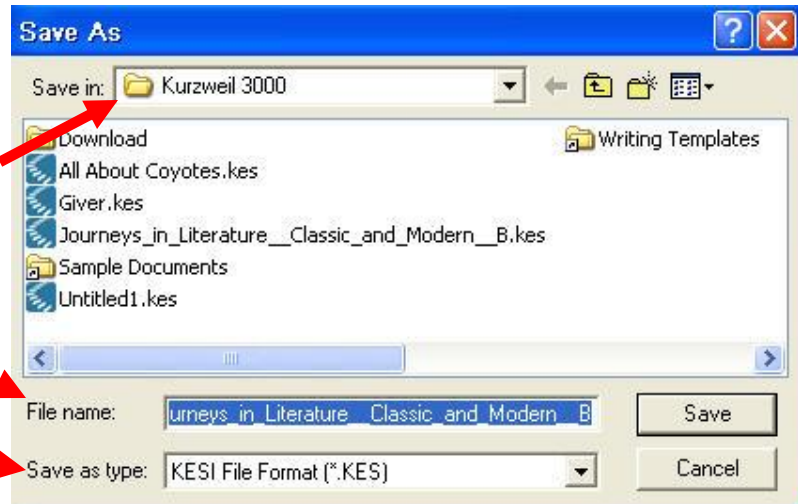 Save As
Save in: Kurzweil 3000
Download
Writing Templates
All About Coyotes.kes
Giver.kes
Journeys_in_Literature__Classic_and_Modern__B.kes
Sample Documents
Untitled1.kes
File name: urneys_in_Literature__Classic_and_Modern__B Save
Save as type: KESI File Format (*.KES) Cancel